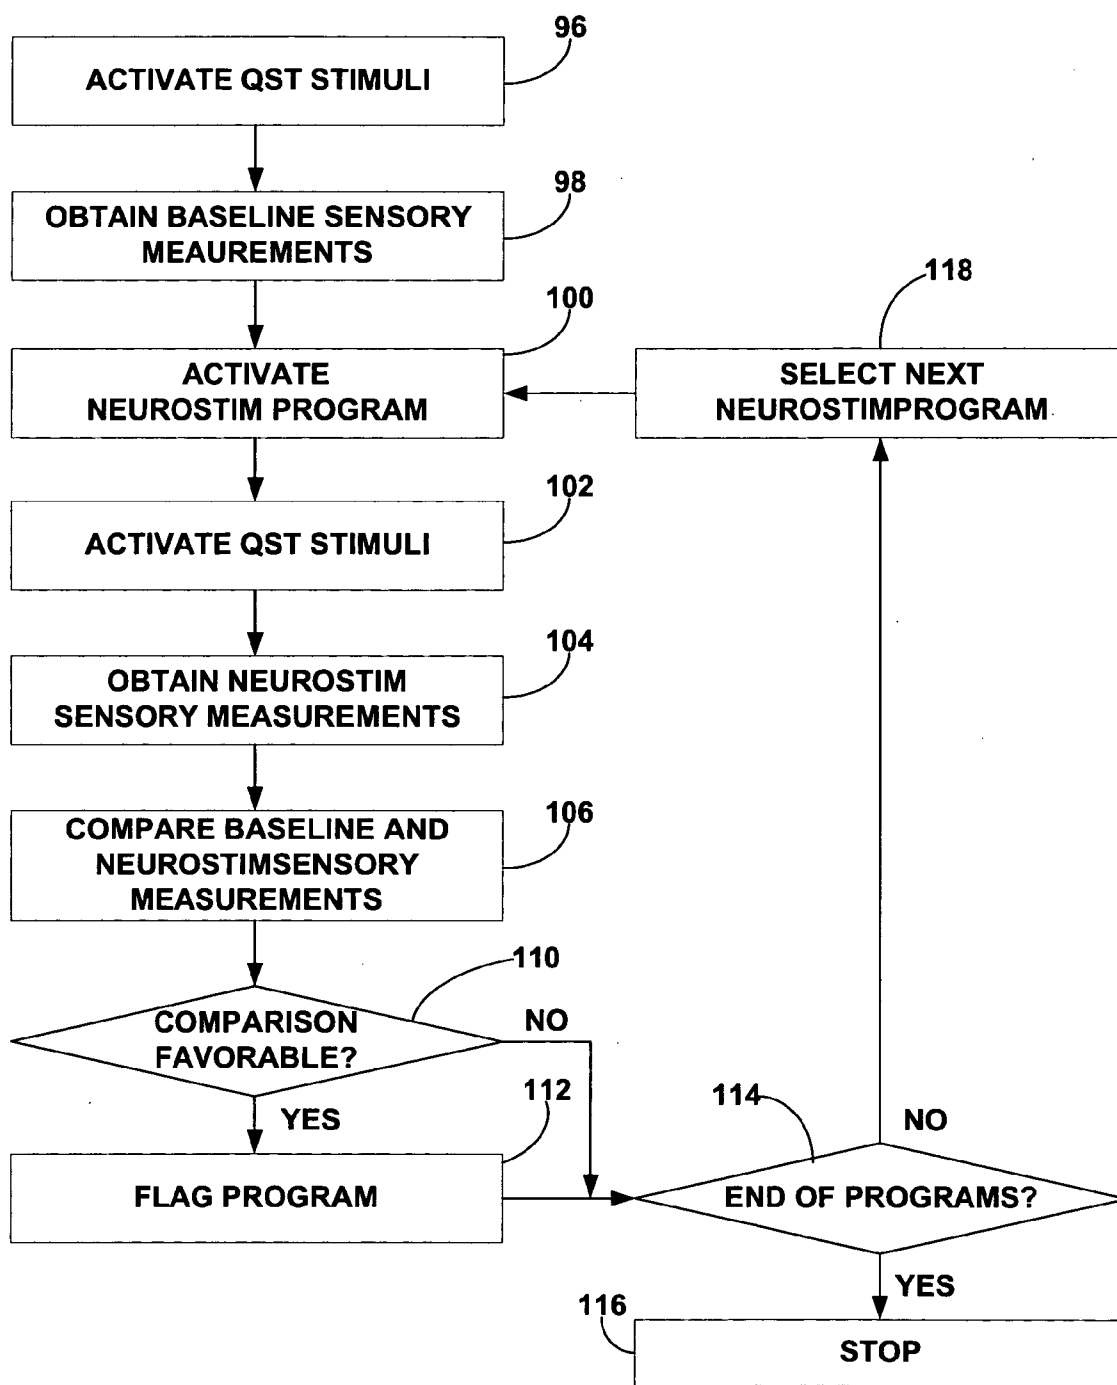 96
ACTIVATE QST STIMULI
98
OBTAIN BASELINE SENSORY
MEAUREMENTS
100
ACTIVATE
NEUROSTIM PROGRAM
118
SELECT NEXT
NEUROSTIMPROGRAM
102
ACTIVATE QST STIMULI
104
OBTAIN NEUROSTIM
SENSORY MEASUREMENTS
106
COMPARE BASELINE AND
NEUROSTIMSENSORY
MEASUREMENTS
110
COMPARISON
FAVORABLE?
NO
YES
112
FLAG PROGRAM
114
NO
END OF PROGRAMS?
YES
116
STOP